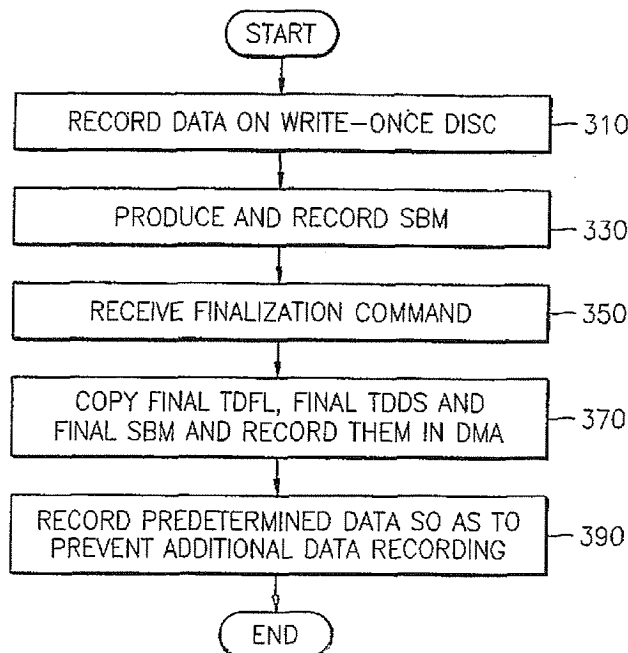 START
RECORD DATA ON WRITE-ONCE DISC
310
PRODUCE AND RECORD SBM
330
RECEIVE FINALIZATION COMMAND
350
COPY FINAL TDFL, FINAL TDDS AND
FINAL SBM AND RECORD THEM IN DMA
370
RECORD PREDETERMINED DATA SO AS TO
PREVENT ADDITIONAL DATA RECORDING
390
END